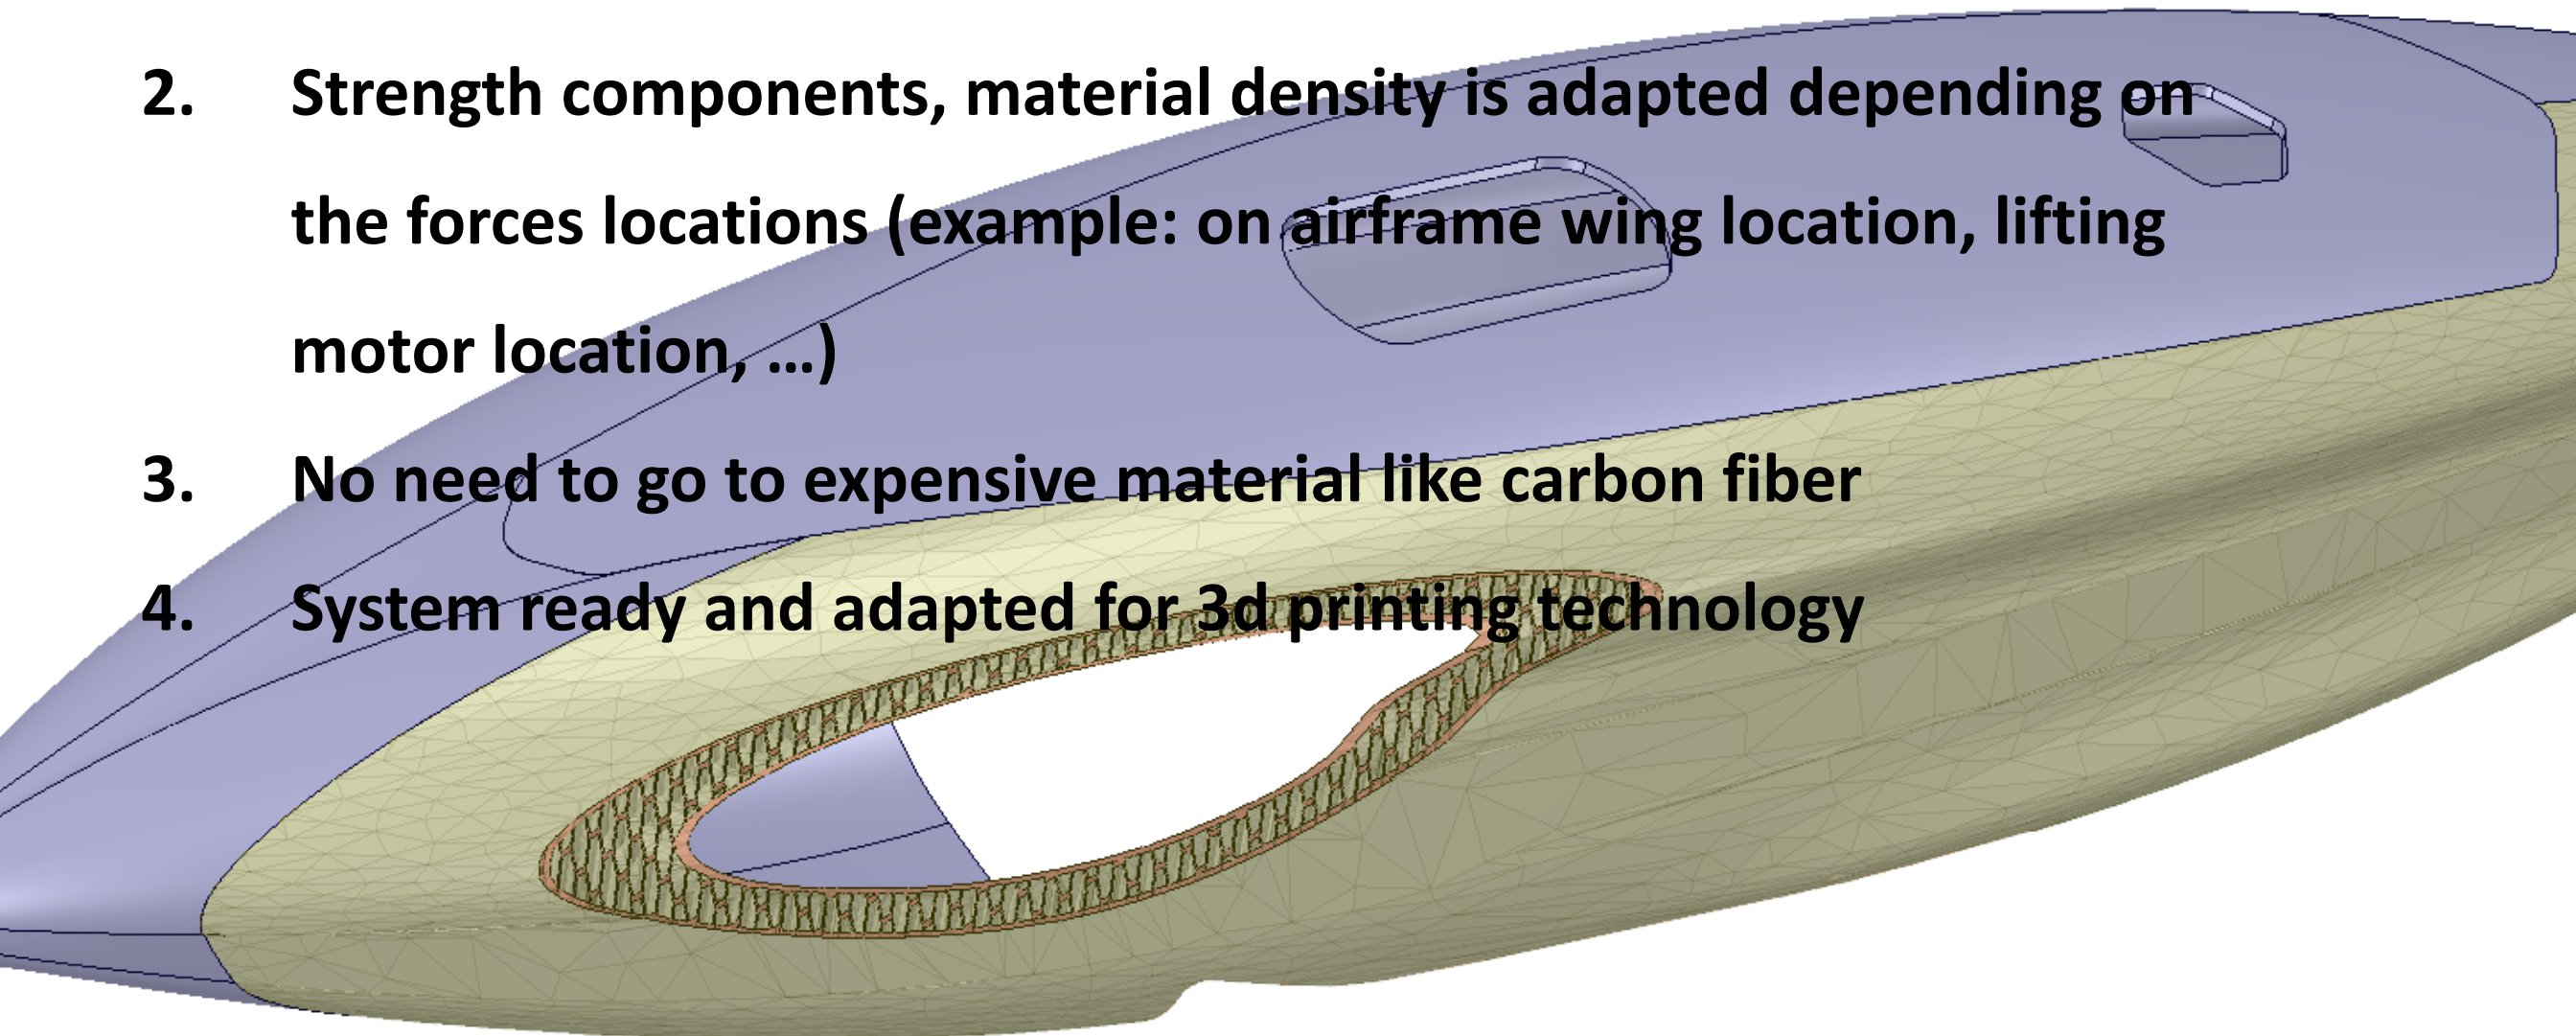 2. Strength components, material density is adapted depending on
the forces locations (example: on airframe wing location, lifting
motor location, ...)
3. No need to go to expensive material like carbon fiber
4. System ready and adapted for 3d printing technology